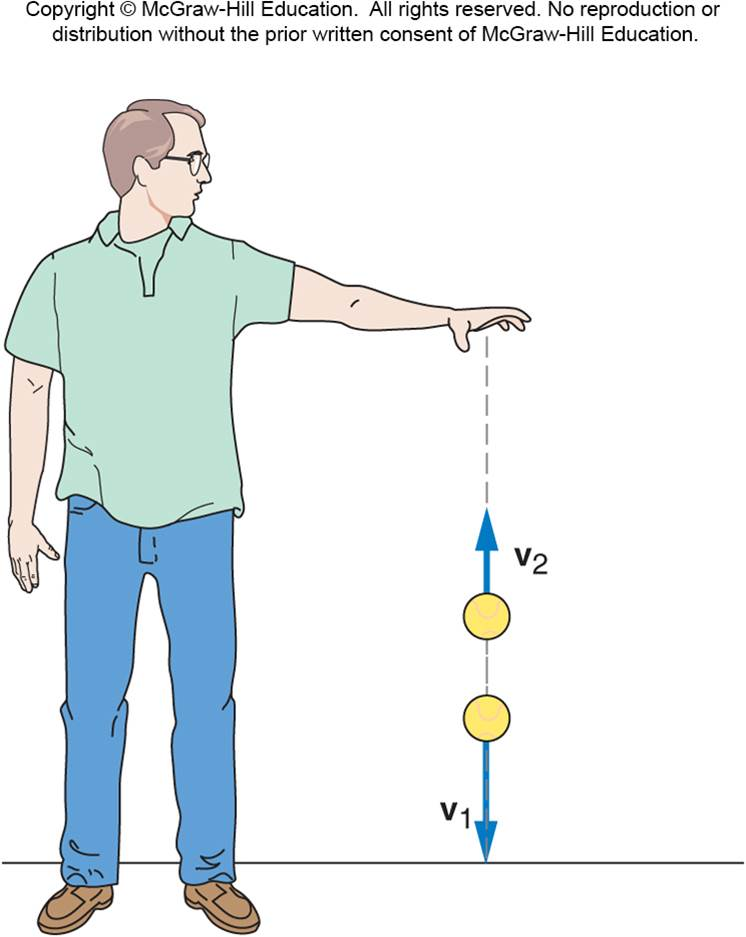 Copyright © McGraw-Hill Education.  All rights reserved. No reproduction or
distribution without the prior written consent of McGraw-Hill Education.
v2
v1